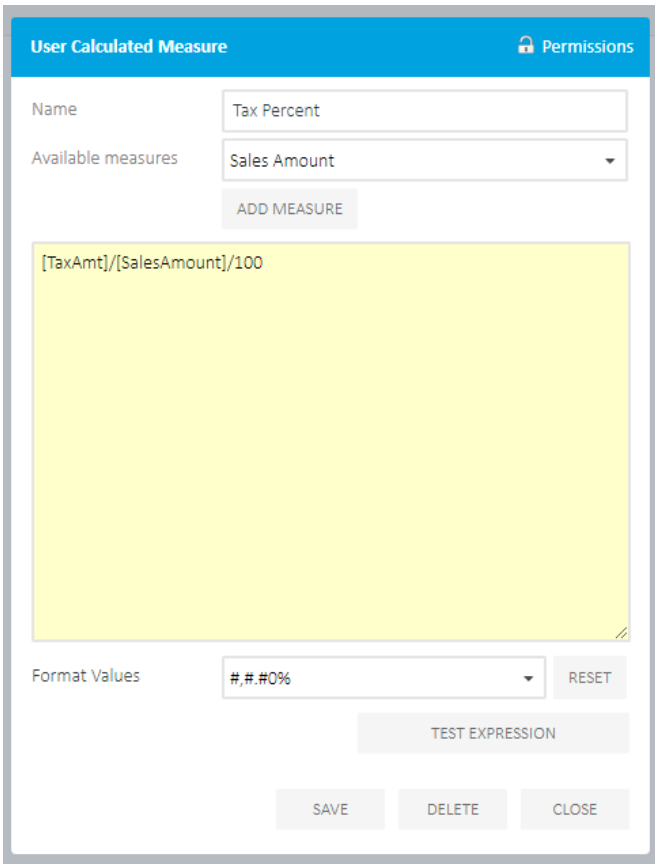 User Calculated Measure Permissions
Name Tax Percent
Available measures Sales Amount
ADD MEASURE
[TaxAmt]/[SalesAmount]/100
Format Values #,#.#0% RESET
TEST EXPRESSION
SAVE DELETE CLOSE